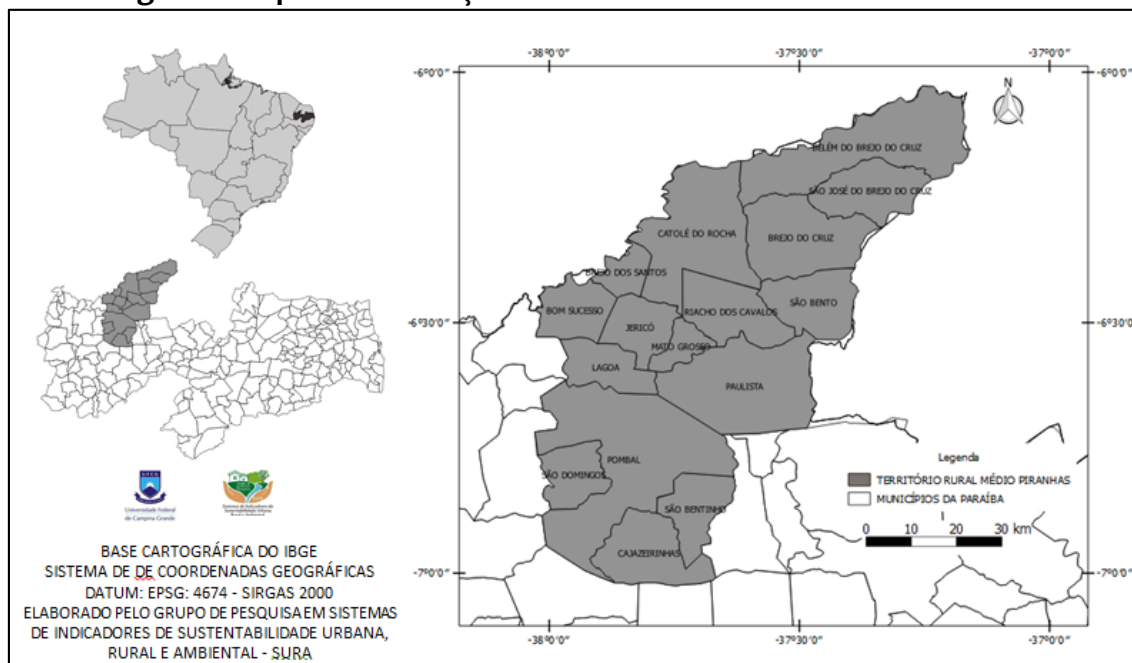 -38°0'0"
-37°30'0"
-37°0'0"
-6°0'0"
-6°0'0"
N
BELÉM DO BREJO DO CRUZ
SÃO JOSÉ DO BREJO DO CRUZ
CATOLÉ DO ROCHA
BREJO DO CRUZ
BREJO DOS SANTOS
BOM SUCESSO
RIACHO DOS CAVALOS
SÃO BENTO
JERICÓ
-6°30'0"
-6°30'0"
MATO GROSSO
LAGOA
PAULISTA
POMBAL
SÃO DOMINGOS
SÃO BENTINHO
CAJAZEIRINHAS
Legenda
TERRITÓRIO RURAL MÉDIO PIRANHAS
MUNICÍPIOS DA PARAÍBA
0 10 20 30 km
-7°0'0"
-7°0'0"
-38°0'0"
-37°30'0"
-37°0'0"
Universidade Federal
de Campina Grande
BASE CARTOGRÁFICA DO IBGE
SISTEMA DE DE COORDENADAS GEOGRÁFICAS
DATUM: EPSG: 4674 - SIRGAS 2000
ELABORADO PELO GRUPO DE PESQUISA EM SISTEMAS
DE INDICADORES DE SUSTENTABILIDADE URBANA,
RURAL E AMBIENTAL - SURA